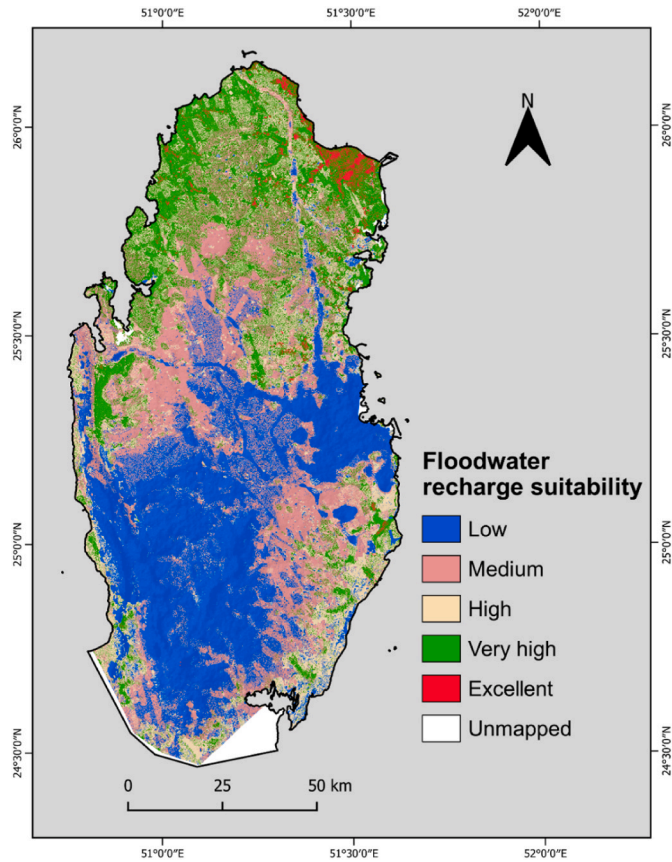 51°0'0"E 51°30'0"E 52°0'0"E
N
26°0'0"N 26°0'0"N
25°30'0"N 25°30'0"N
Floodwater
recharge suitability
Low
25°0'0"N 25°0'0"N
Medium
High
Very high
Excellent
Unmapped
24°30'0"N 24°30'0"N
0 25 50 km
51°0'0"E 51°30'0"E 52°0'0"E